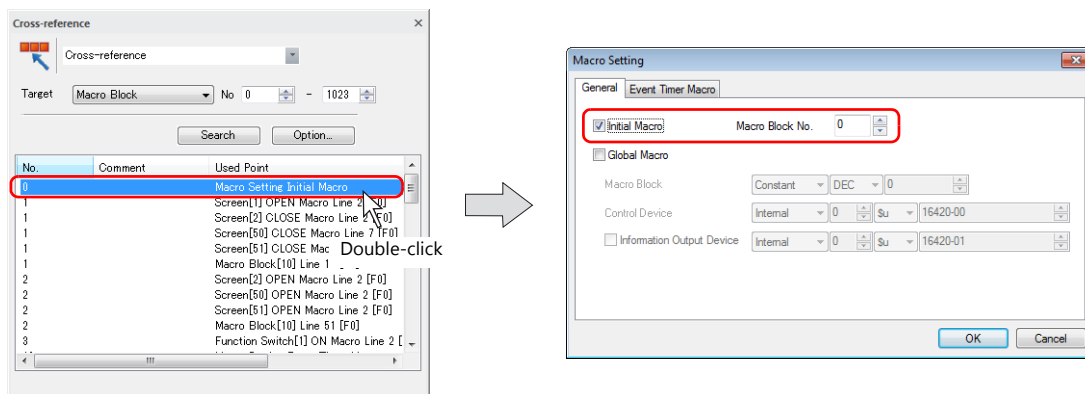 Cross-reference
Cross-reference
Target Macro Block No 0 - 1023
Search Option...
No. Comment Used Point
0 Macro Setting Initial Macro
1 Screen[1] OPEN Macro Line 2 [F0]
1 Screen[2] CLOSE Macro Line 2 [F0]
1 Screen[50] CLOSE Macro Line 7 [F0]
1 Screen[51] CLOSE Mac
1 Macro Block[10] Line 1
2 Screen[2] OPEN Macro Line 2 [F0]
2 Screen[50] OPEN Macro Line 2 [F0]
2 Screen[51] OPEN Macro Line 2 [F0]
2 Macro Block[10] Line 51 [F0]
3 Function Switch[1] ON Macro Line 2 [
Double-click
Macro Setting
General Event Timer Macro
Initial Macro Macro Block No. 0
Global Macro
Macro Block Constant DEC 0
Control Device Internal 0 $u 16420-00
Information Output Device Internal 0 $u 16420-01
OK Cancel